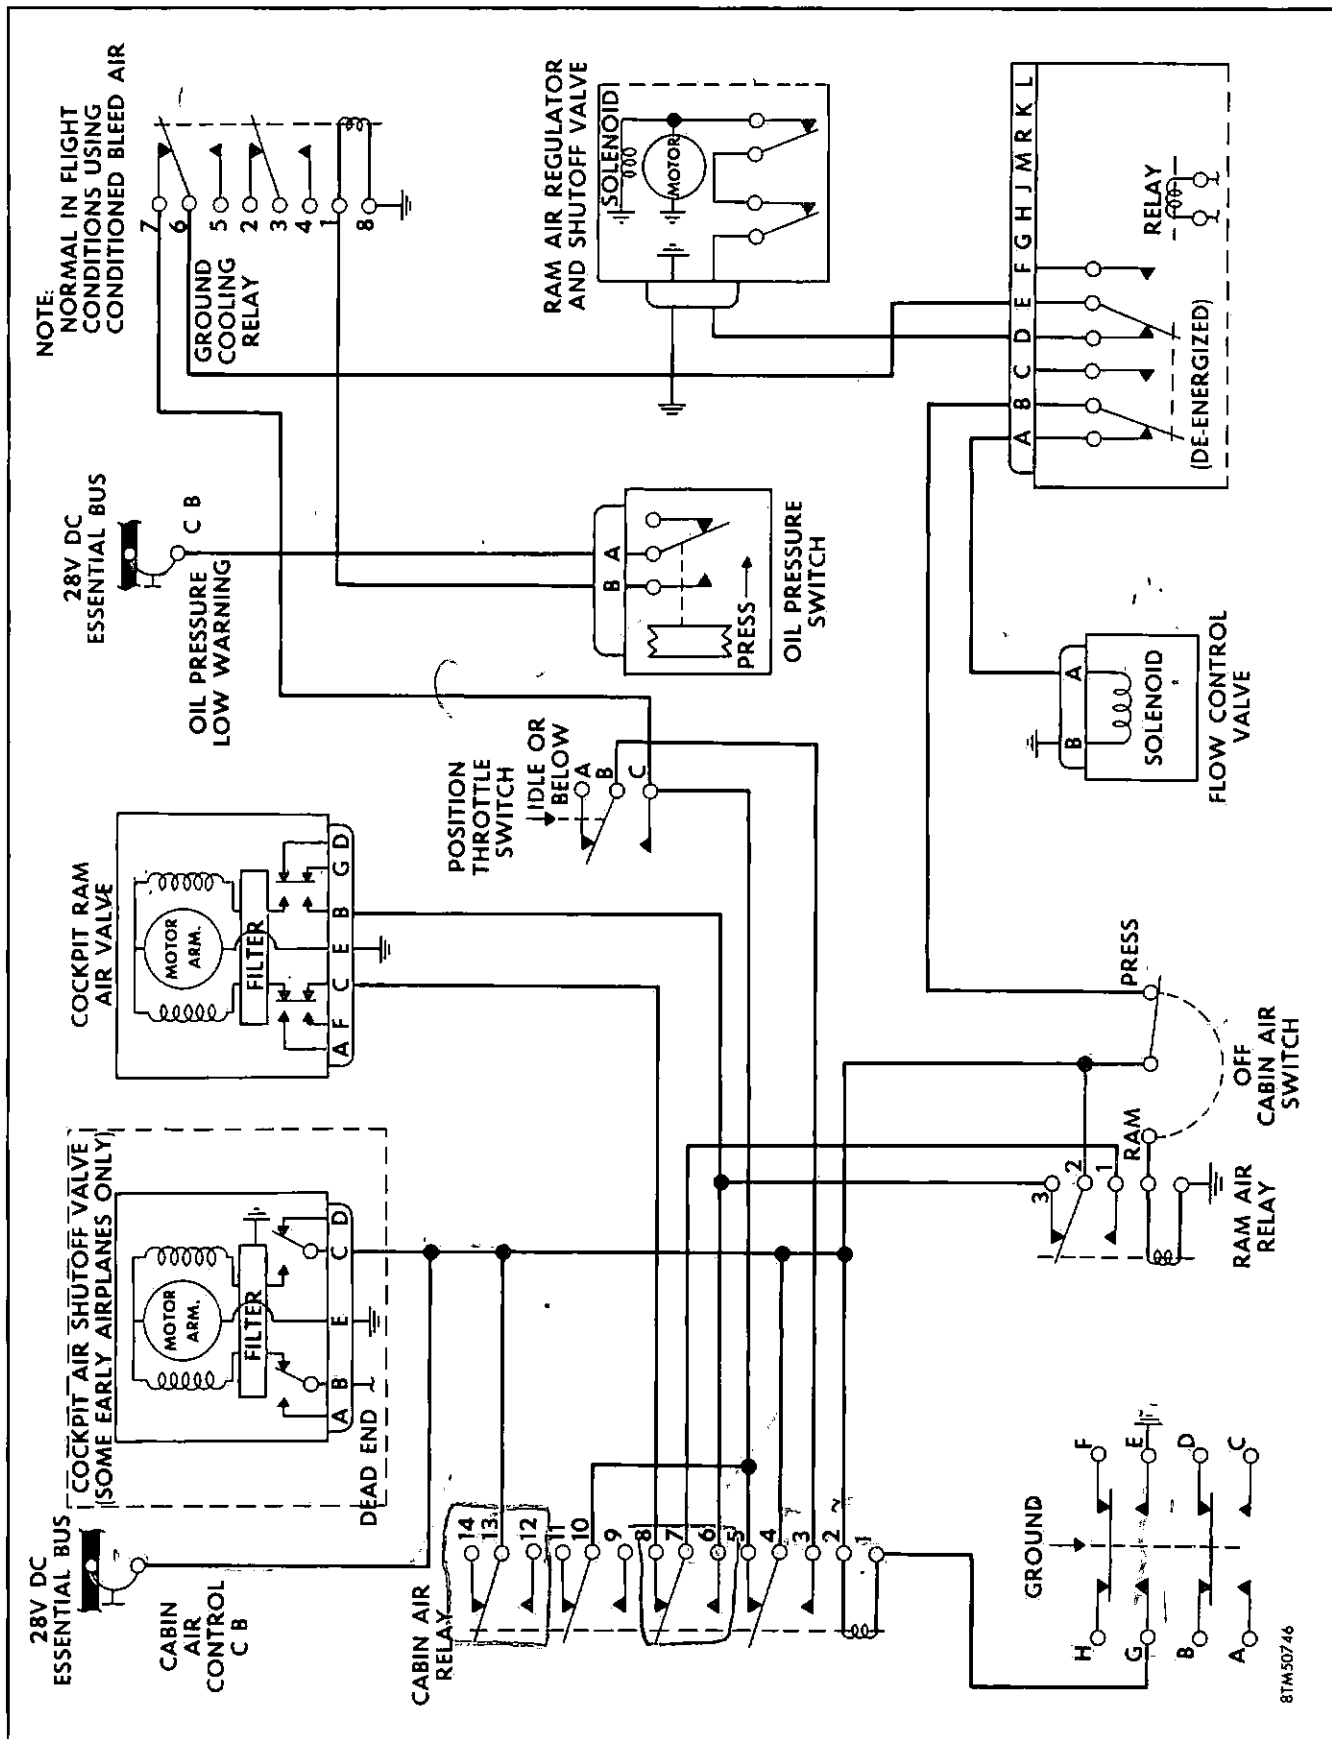 NOTE:
NORMAL IN FLIGHT
CONDITIONS USING
CONDITIONED BLEED AIR
7
6
5
2
3
4
1
8
GROUND
COOLING
RELAY
28V DC
ESSENTIAL BUS
C B
OIL PRESSURE
LOW WARNING
RAM AIR REGULATOR
AND SHUTOFF VALVE
SOLENOID
MOTOR
B A
PRESS
OIL PRESSURE
SWITCH
A B C D E F G H J M R K L
RELAY
(DE-ENERGIZED)
COCKPIT RAM
AIR VALVE
MOTOR
ARM.
FILTER
A F C E B G D
POSITION
THROTTLE
SWITCH
IDLE OR
BELOW
A
B
C
B A
SOLENOID
FLOW CONTROL
VALVE
COCKPIT AIR SHUTOFF VALVE
(SOME EARLY AIRPLANES ONLY)
MOTOR
ARM.
FILTER
A B E C D
DEAD END
28V DC
ESSENTIAL BUS
CABIN
AIR
CONTROL
C B
CABIN AIR
RELAY
14
13
12
11
10
9
8
7
6
5
4
3
2
1
PRESS
OFF
RAM
CABIN AIR
SWITCH
3
2
1
RAM AIR
RELAY
GROUND
H F
G E
B D
A C
8TM50746